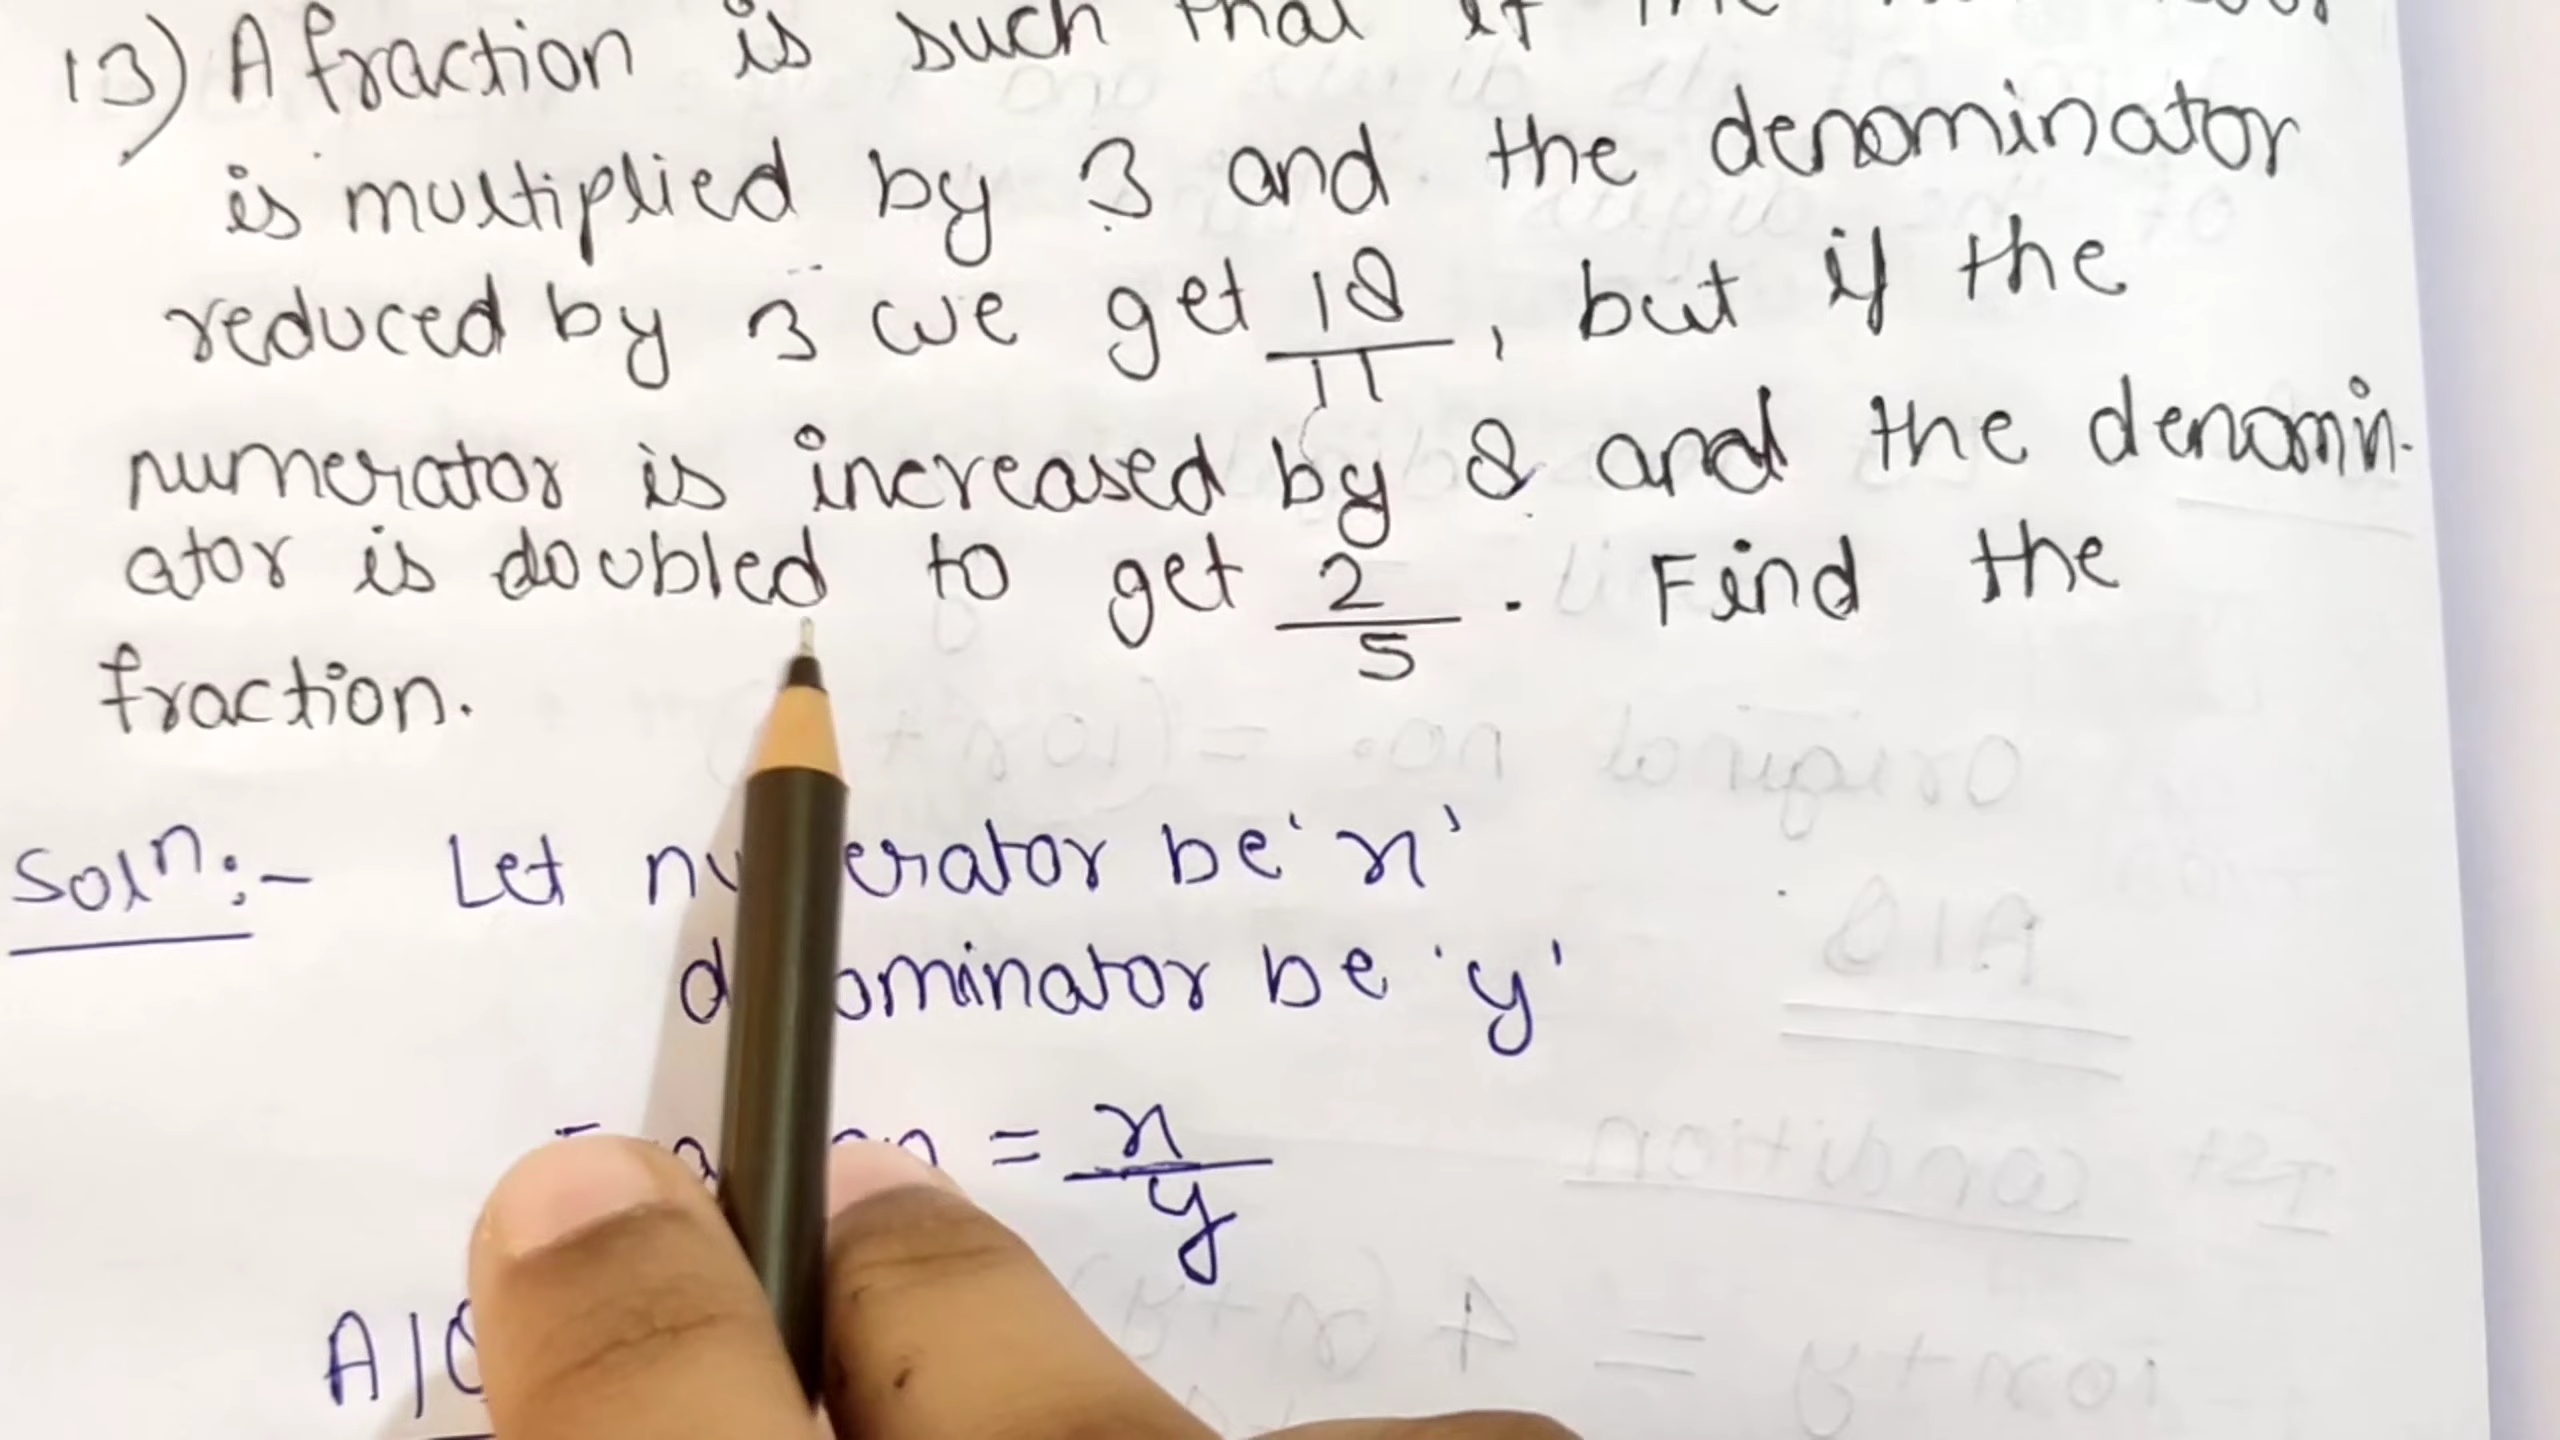 13) A fraction is such that if the
is multiplied by 3 and the denominator
reduced by 3 we get 18/11, but if the
numerator is increased by 8 and the denomin-
ator is doubled to get 2/5. Find the
fraction.
Solⁿ:- Let numerator be 'x'
denominator be 'y'
= x/y